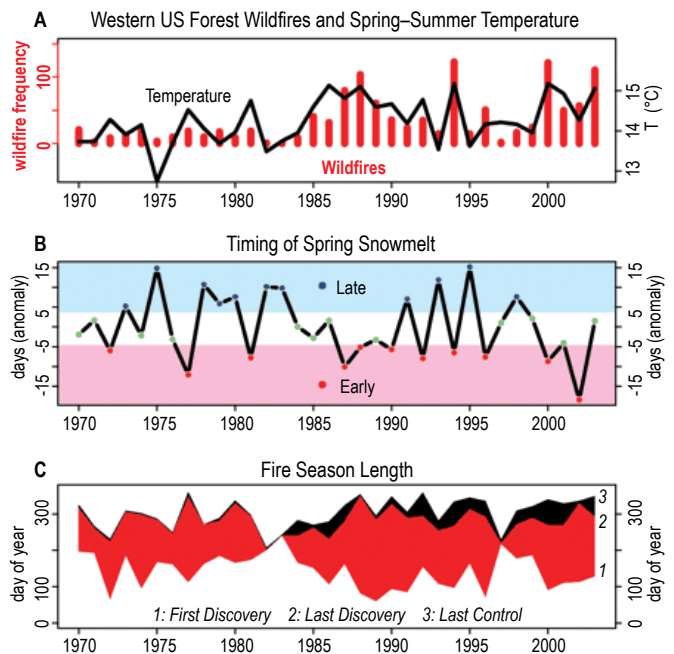 A Western US Forest Wildfires and Spring–Summer Temperature
wildfire frequency
100
0
Temperature
Wildfires
15
14
13
T (°C)
1970 1975 1980 1985 1990 1995 2000
B Timing of Spring Snowmelt
days (anomaly)
15
5
-5
-15
Late
Early
15
5
-5
-15
days (anomaly)
1970 1975 1980 1985 1990 1995 2000
C Fire Season Length
day of year
300
100
0
3
2
1
1: First Discovery 2: Last Discovery 3: Last Control
300
100
0
day of year
1970 1975 1980 1985 1990 1995 2000